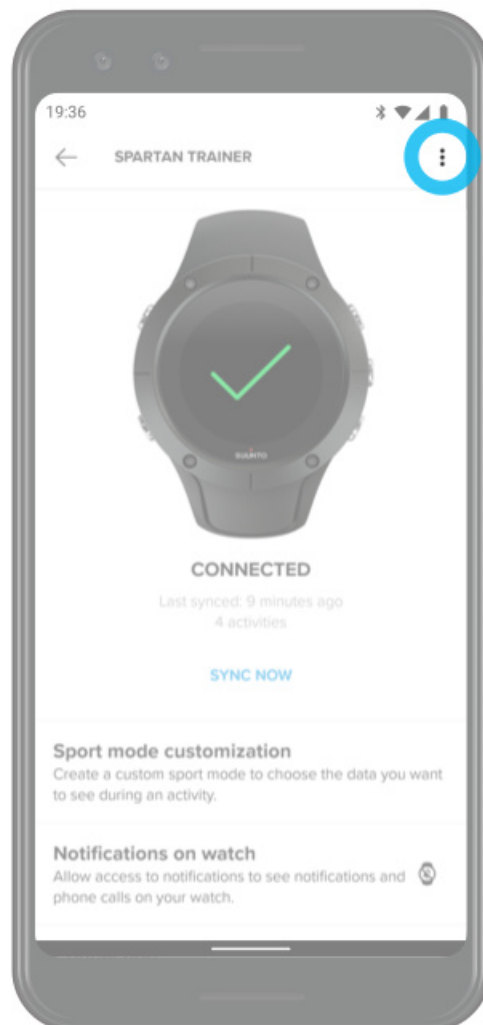 19:36
SPARTAN TRAINER
SUUNTO
CONNECTED
Last synced: 9 minutes ago
4 activities
SYNC NOW
Sport mode customization
Create a custom sport mode to choose the data you want
to see during an activity.
Notifications on watch
Allow access to notifications to see notifications and
phone calls on your watch.